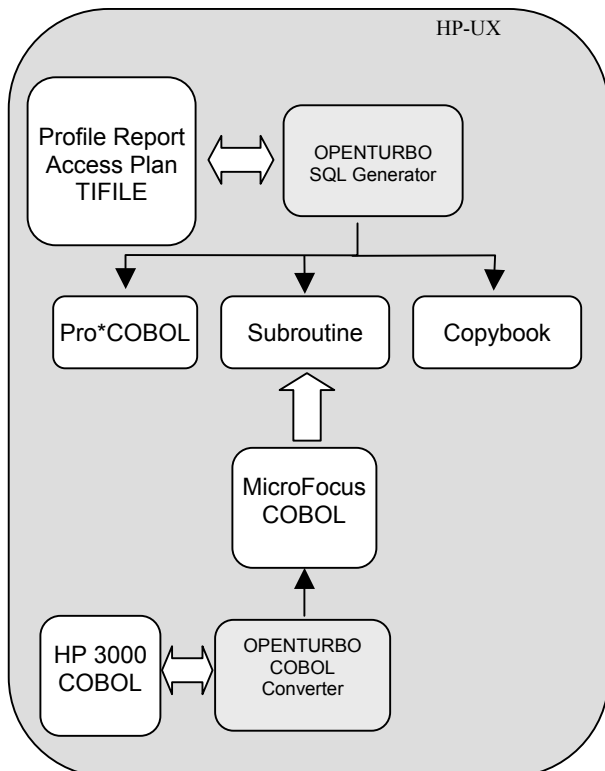 HP-UX
Profile Report
Access Plan
TIFILE
OPENTURBO
SQL Generator
Pro*COBOL
Subroutine
Copybook
MicroFocus
COBOL
HP 3000
COBOL
OPENTURBO
COBOL
Converter